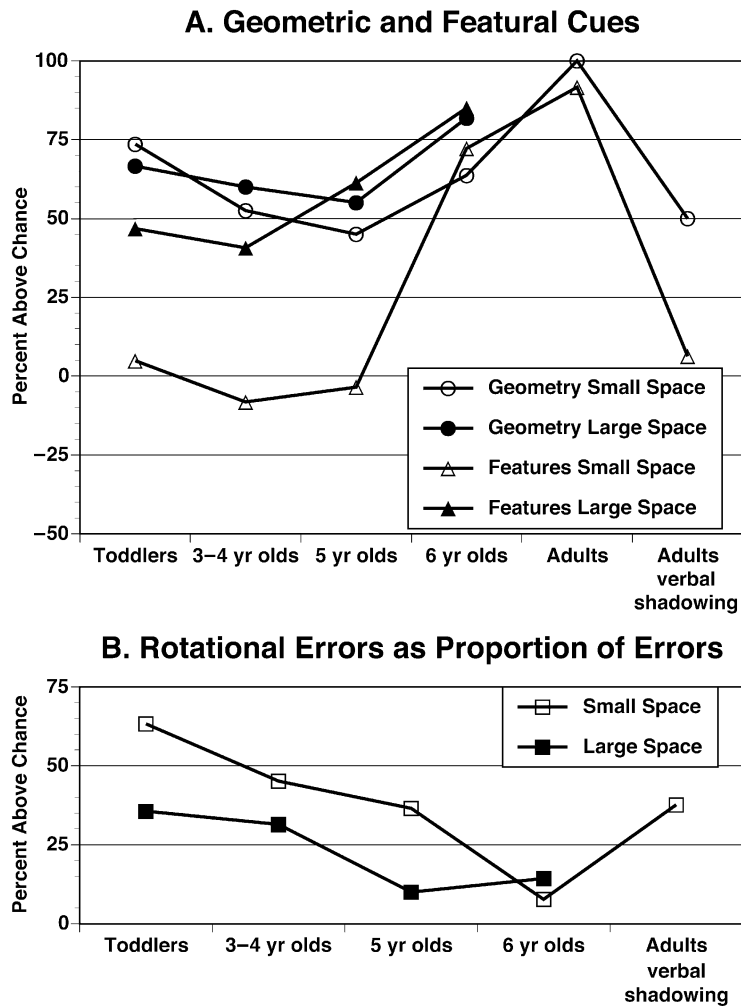 A. Geometric and Featural Cues
Percent Above Chance
100
75
50
25
0
−25
−50
Geometry Small Space
Geometry Large Space
Features Small Space
Features Large Space
Toddlers 3–4 yr olds 5 yr olds 6 yr olds Adults Adults
verbal
shadowing
B. Rotational Errors as Proportion of Errors
Percent Above Chance
75
50
25
0
Small Space
Large Space
Toddlers 3–4 yr olds 5 yr olds 6 yr olds Adults
verbal
shadowing